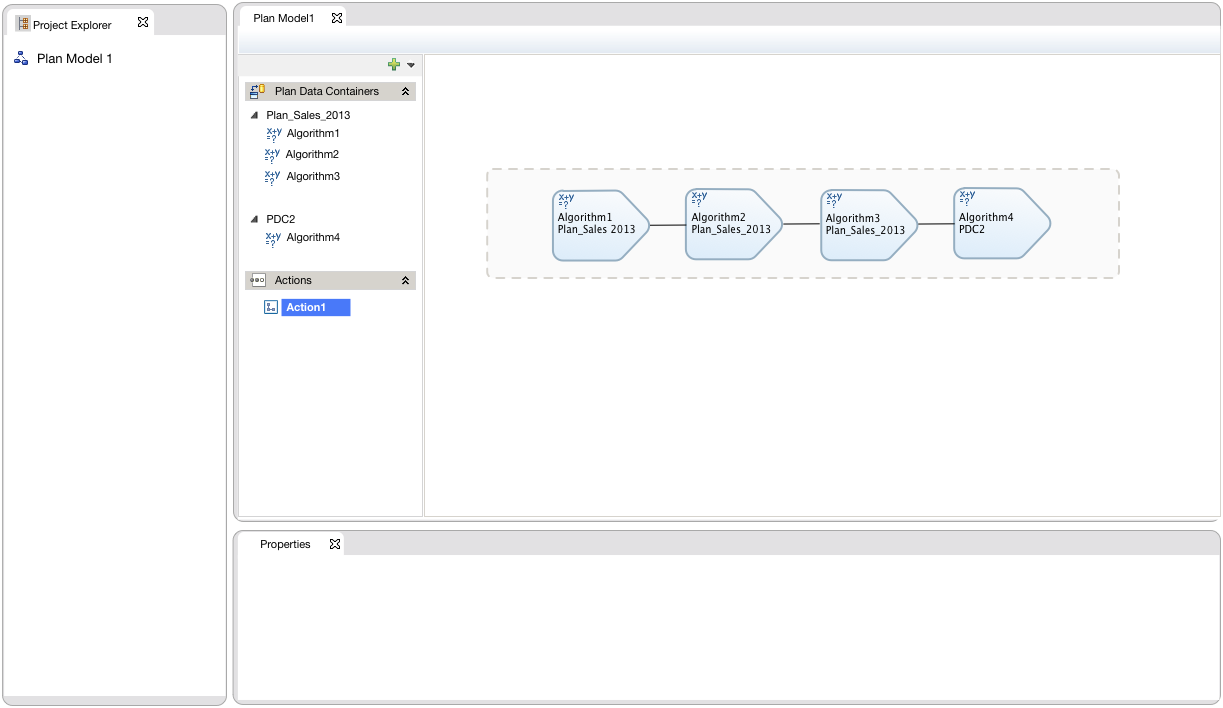 Project Explorer
Plan Model 1
Plan Model1
Plan Data Containers
Plan_Sales_2013
x+y
=?
Algorithm1
x+y
=?
Algorithm2
x+y
=?
Algorithm3
PDC2
x+y
=?
Algorithm4
Actions
Action1
x+y
=?
Algorithm1
Plan_Sales 2013
x+y
=?
Algorithm2
Plan_Sales_2013
x+y
=?
Algorithm3
Plan_Sales_2013
x+y
=?
Algorithm4
PDC2
Properties